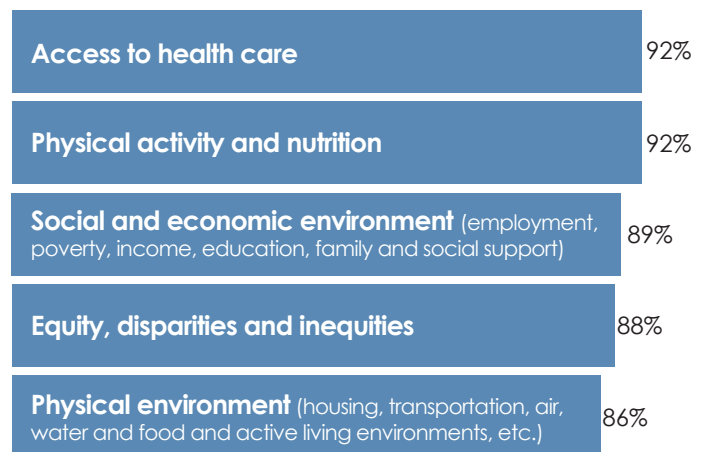 Access to health care
92%
Physical activity and nutrition
92%
Social and economic environment (employment,
poverty, income, education, family and social support)
89%
Equity, disparities and inequities
88%
Physical environment (housing, transportation, air,
water and food and active living environments, etc.)
86%